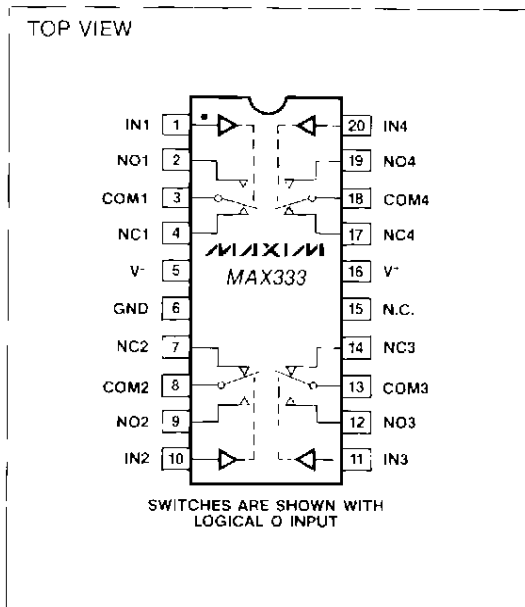 TOP VIEW
IN1 1 20 IN4
NO1 2 19 NO4
COM1 3 18 COM4
NC1 4 17 NC4
MAXIM
V- 5 MAX333 16 V+
GND 6 15 N.C.
NC2 7 14 NC3
COM2 8 13 COM3
NO2 9 12 NO3
IN2 10 11 IN3
SWITCHES ARE SHOWN WITH
LOGICAL 0 INPUT